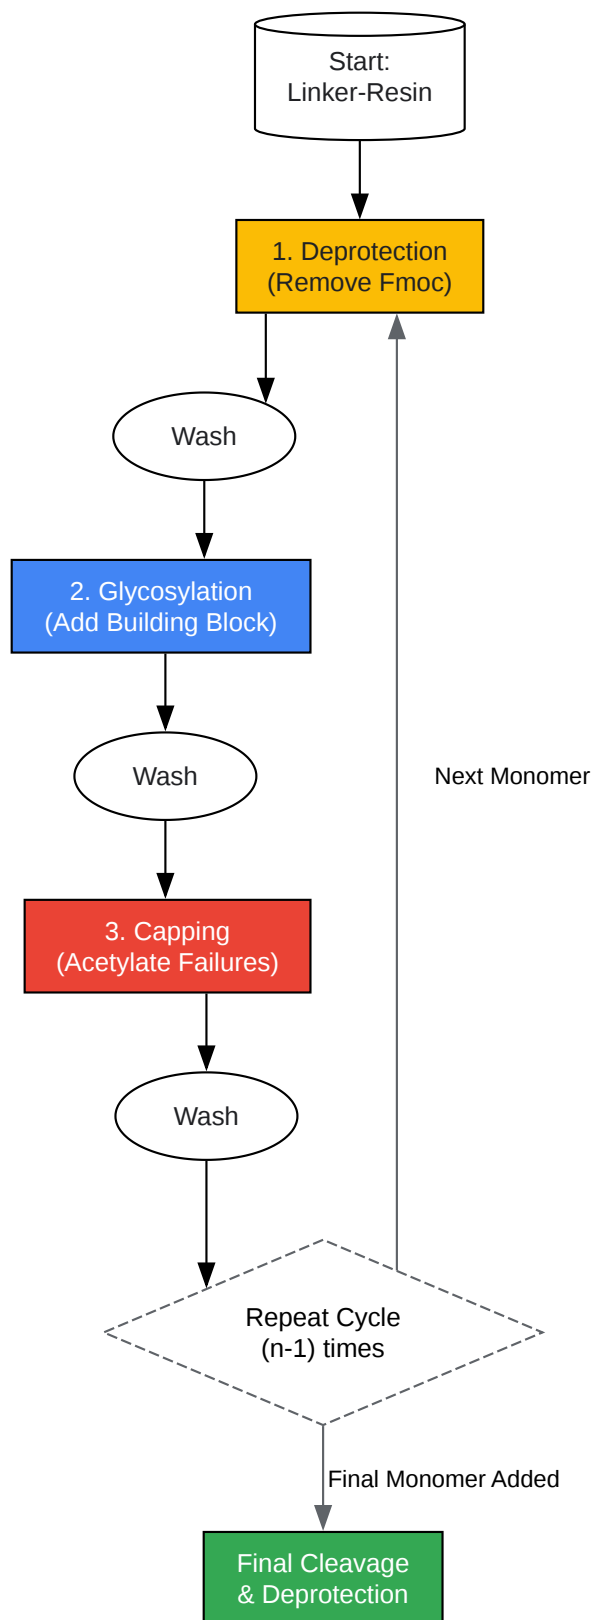 Start:
Linker-Resin
1. Deprotection
(Remove Fmoc)
Wash
2. Glycosylation
(Add Building Block)
Wash
Next Monomer
3. Capping
(Acetylate Failures)
Wash
Repeat Cycle
(n-1) times
Final Monomer Added
Final Cleavage
& Deprotection